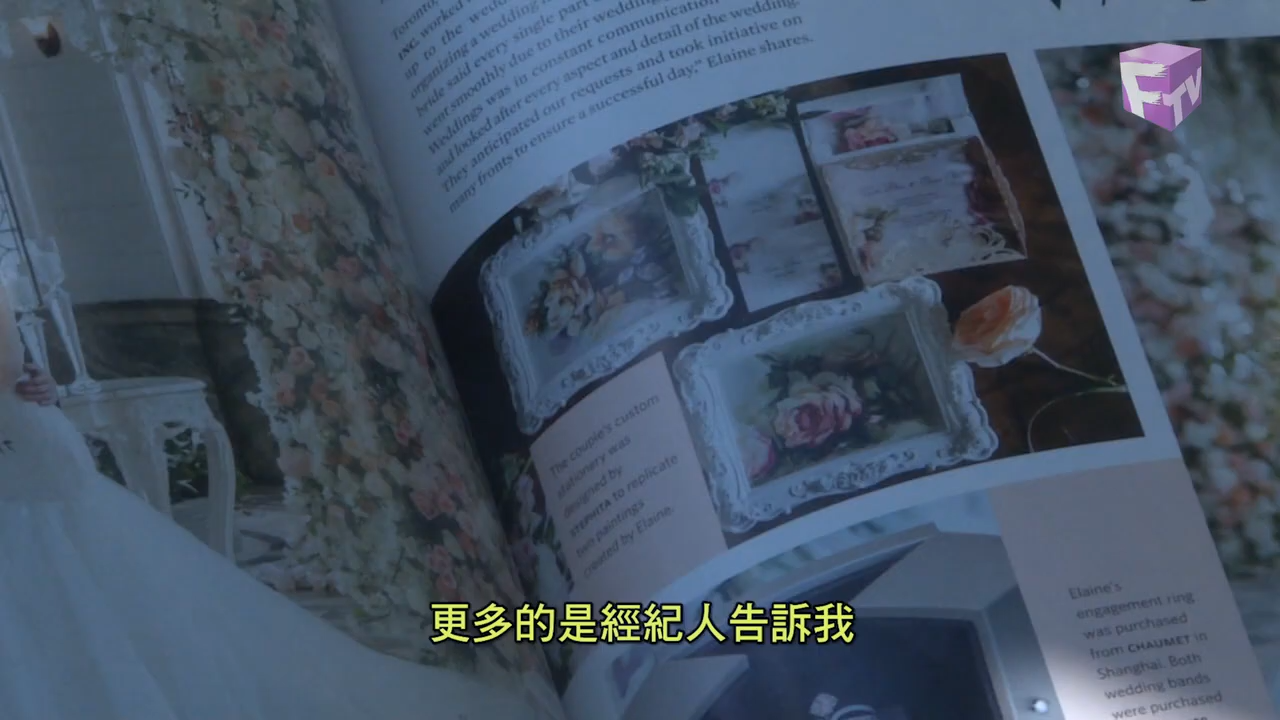 Toronto,
INC. worked
up to the wedd
organizing a wedding
bride said every single part
went smoothly due to their wedding
Weddings was in constant communication
and looked after every aspect and detail of the wedding.
They anticipated our requests and took initiative on
many fronts to ensure a successful day," Elaine shares.
FTV
The couple's custom
stationery was
designed by
STEPHITA to replicate
two paintings
created by Elaine.
Elaine's
engagement ring
was purchased
from CHAUMET in
Shanghai. Both
wedding bands
were purchased
更多的是經紀人告訴我